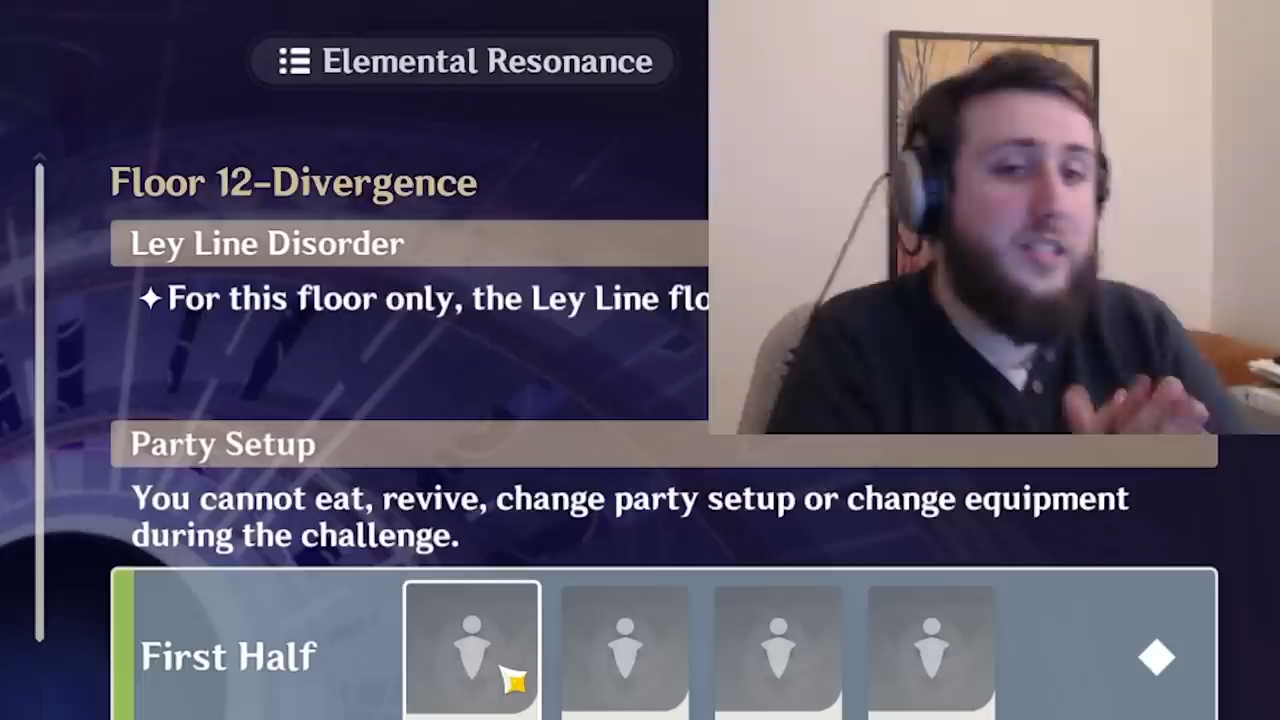 Elemental Resonance
Floor 12-Divergence
Ley Line Disorder
✦For this floor only, the Ley Line flo
Party Setup
You cannot eat, revive, change party setup or change equipment
during the challenge.
First Half